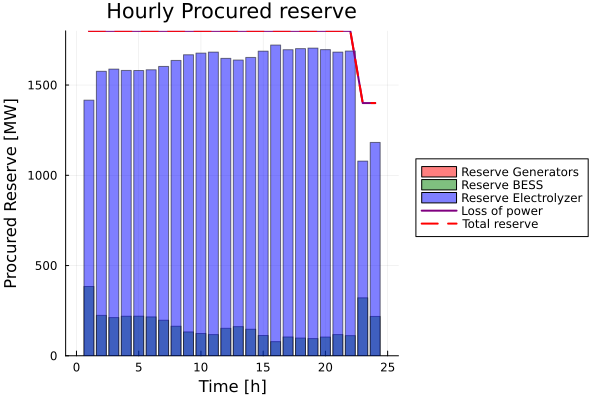 Hourly Procured reserve
Procured Reserve [MW]
1500
1000
500
0
0
5
10
15
20
25
Time [h]
Reserve Generators
Reserve BESS
Reserve Electrolyzer
Loss of power
Total reserve